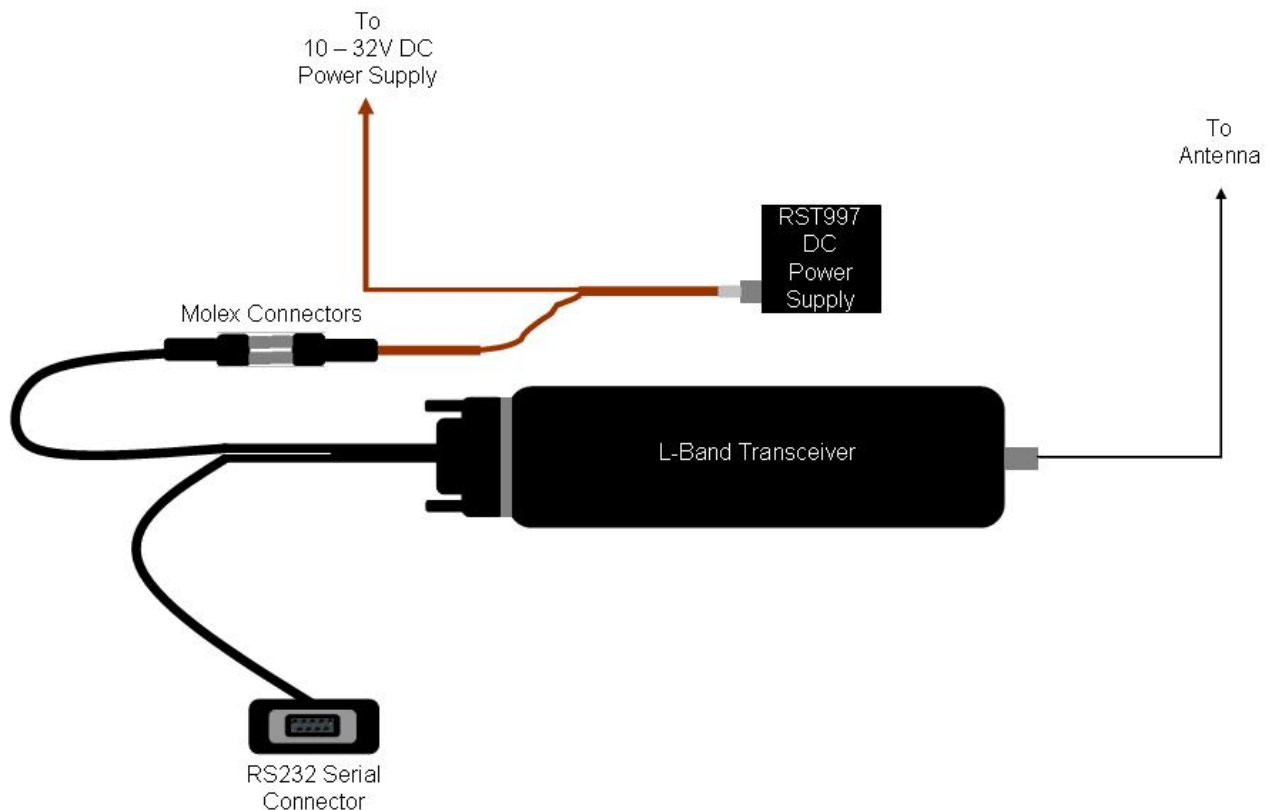 To
10 – 32V DC
Power Supply
To
Antenna
RST997
DC
Power
Supply
Molex Connectors
L-Band Transceiver
RS232 Serial
Connector